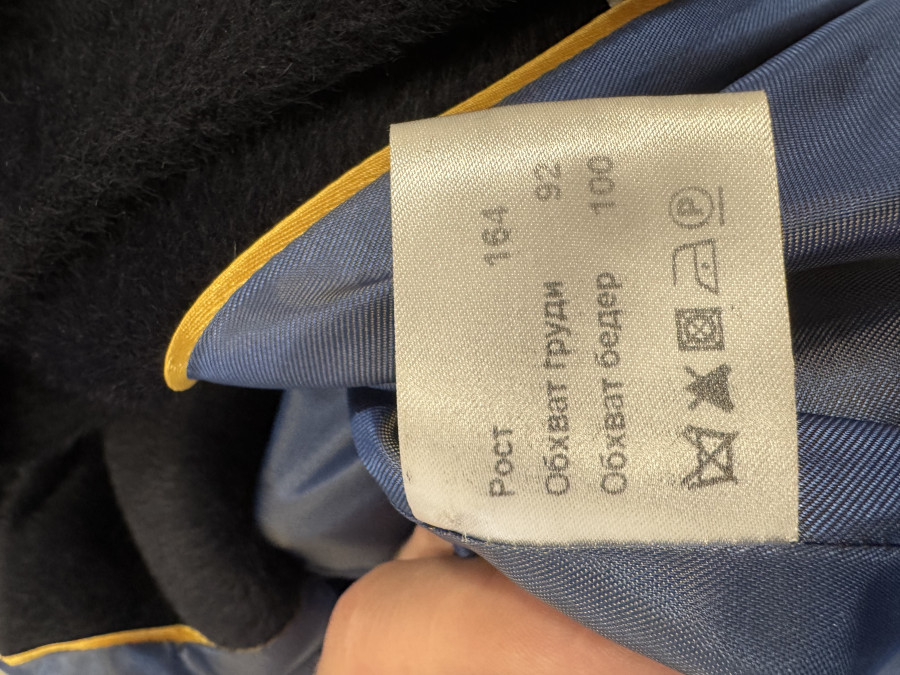 Рост 164
Обхват груди 92
Обхват бедер 100
P